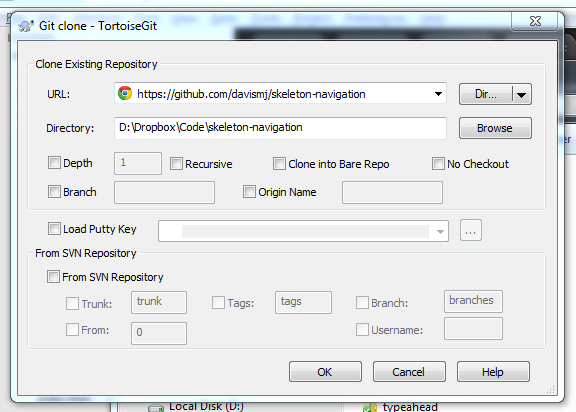 Git clone - TortoiseGit
Clone Existing Repository
URL: https://github.com/davismj/skeleton-navigation Dir...
Directory: D:\Dropbox\Code\skeleton-navigation Browse
Depth 1 Recursive Clone into Bare Repo No Checkout
Branch Origin Name
Load Putty Key ...
From SVN Repository
From SVN Repository
Trunk: trunk Tags: tags Branch: branches
From: 0 Username:
OK Cancel Help
Local Disk (D:) typeahead